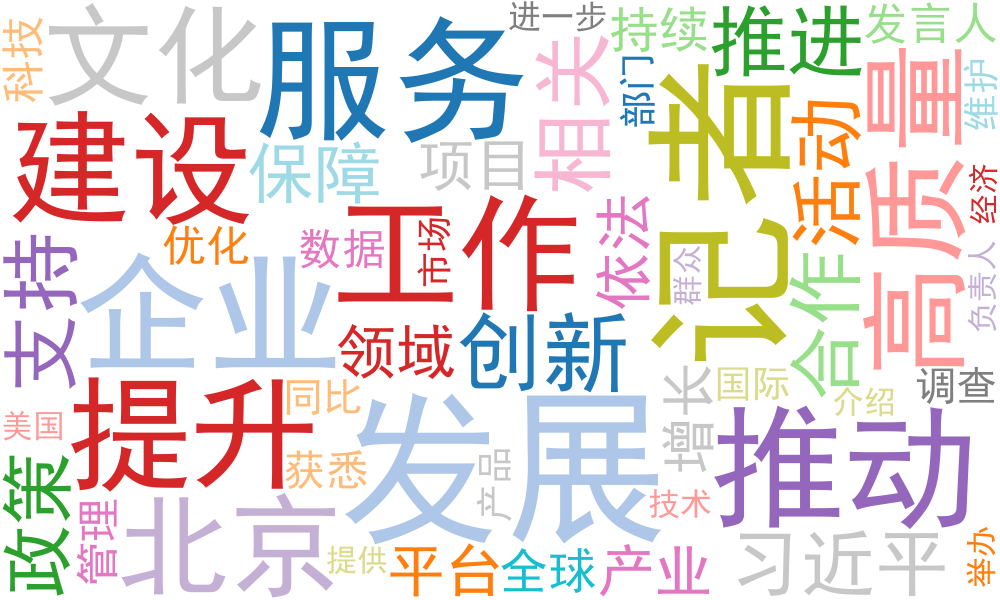 文化
科技
服务
进一步
持续
推进
发言人
相关
部门
记者
活动
高质量
维护
建设
保障
项目
经济
工作
优化
数据
市场
依法
群众
支持
企业
合作
负责人
领域
创新
提升
同比
增长
国际
介绍
调查
美国
发展
推动
获悉
产品
技术
政策
管理
北京
提供
平台
全球
产业
习近平
举办